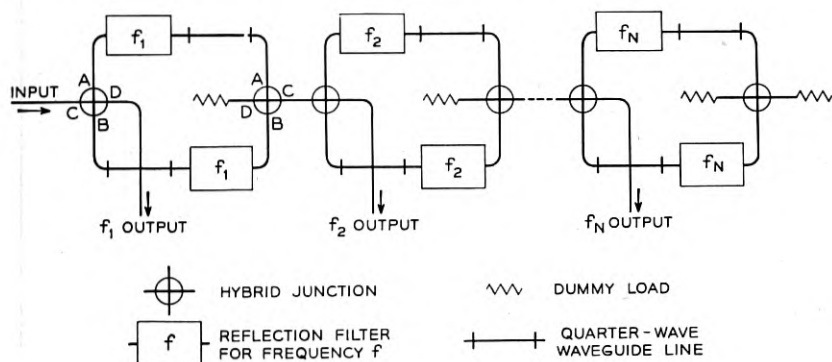 f1
f2
fN
INPUT
A
D
C
B
A
C
D
B
f1
f2
fN
f1 OUTPUT
f2 OUTPUT
fN OUTPUT
HYBRID JUNCTION
DUMMY LOAD
f
REFLECTION FILTER
FOR FREQUENCY f
QUARTER-WAVE
WAVEGUIDE LINE